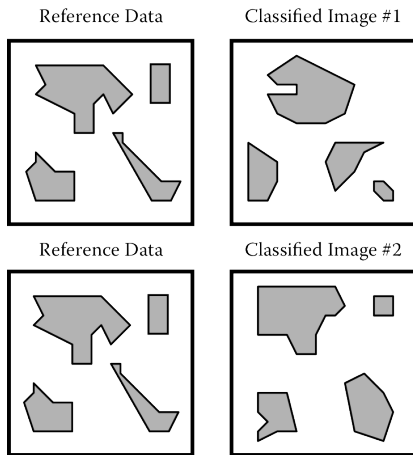 Reference Data
Classified Image #1
Reference Data
Classified Image #2